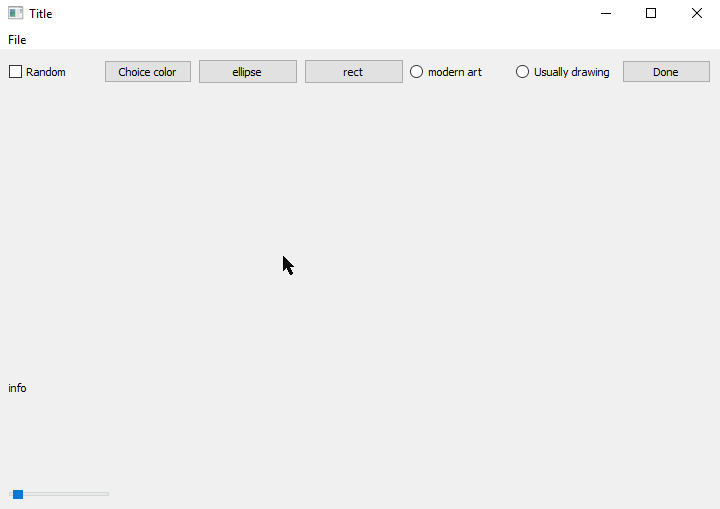 Title
File
Random Choice color ellipse rect modern art Usually drawing Done
info